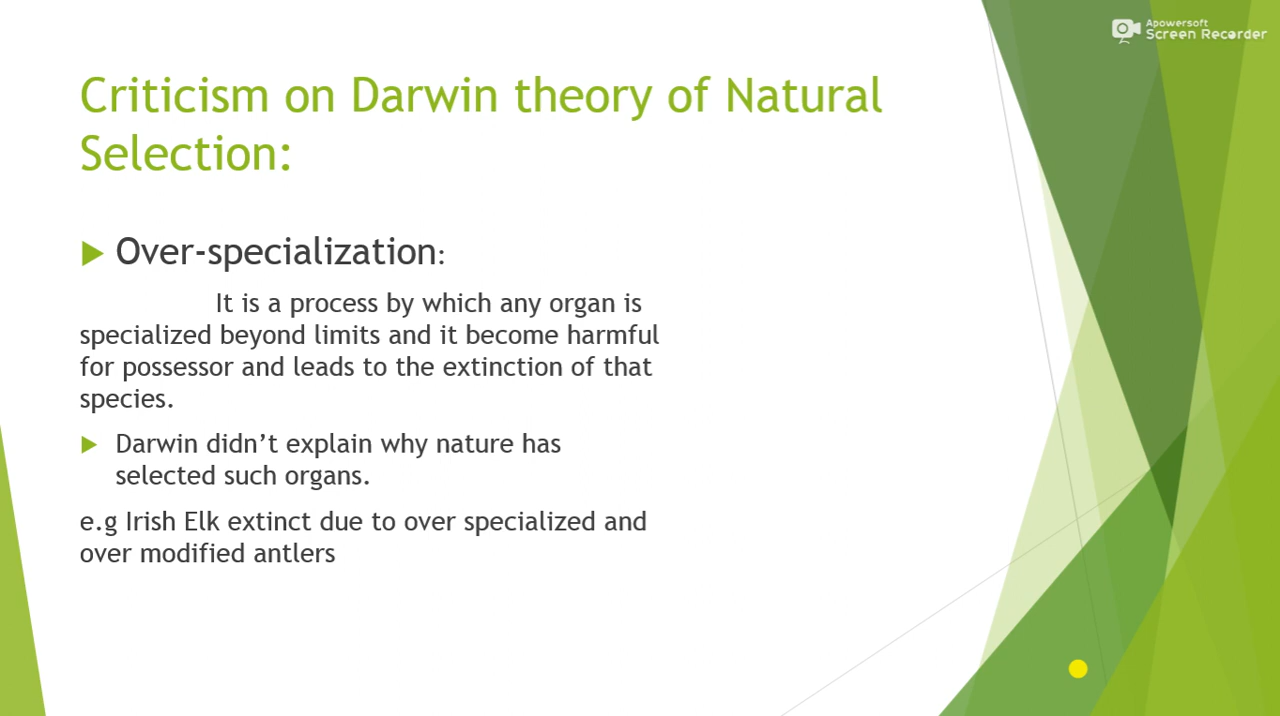 Apowersoft
Screen Recorder
Criticism on Darwin theory of Natural
Selection:
Over-specialization:
It is a process by which any organ is
specialized beyond limits and it become harmful
for possessor and leads to the extinction of that
species.
Darwin didn’t explain why nature has
selected such organs.
e.g Irish Elk extinct due to over specialized and
over modified antlers